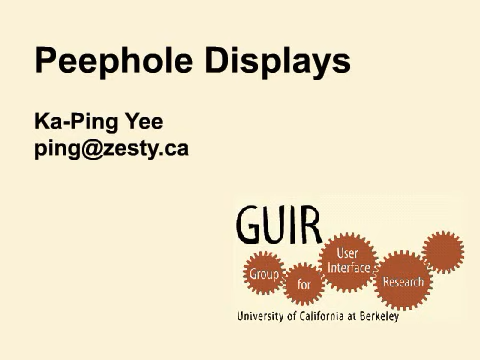 Peephole Displays
Ka-Ping Yee
ping@zesty.ca
GUIR
Group
for
User
Interface
Research
University of California at Berkeley